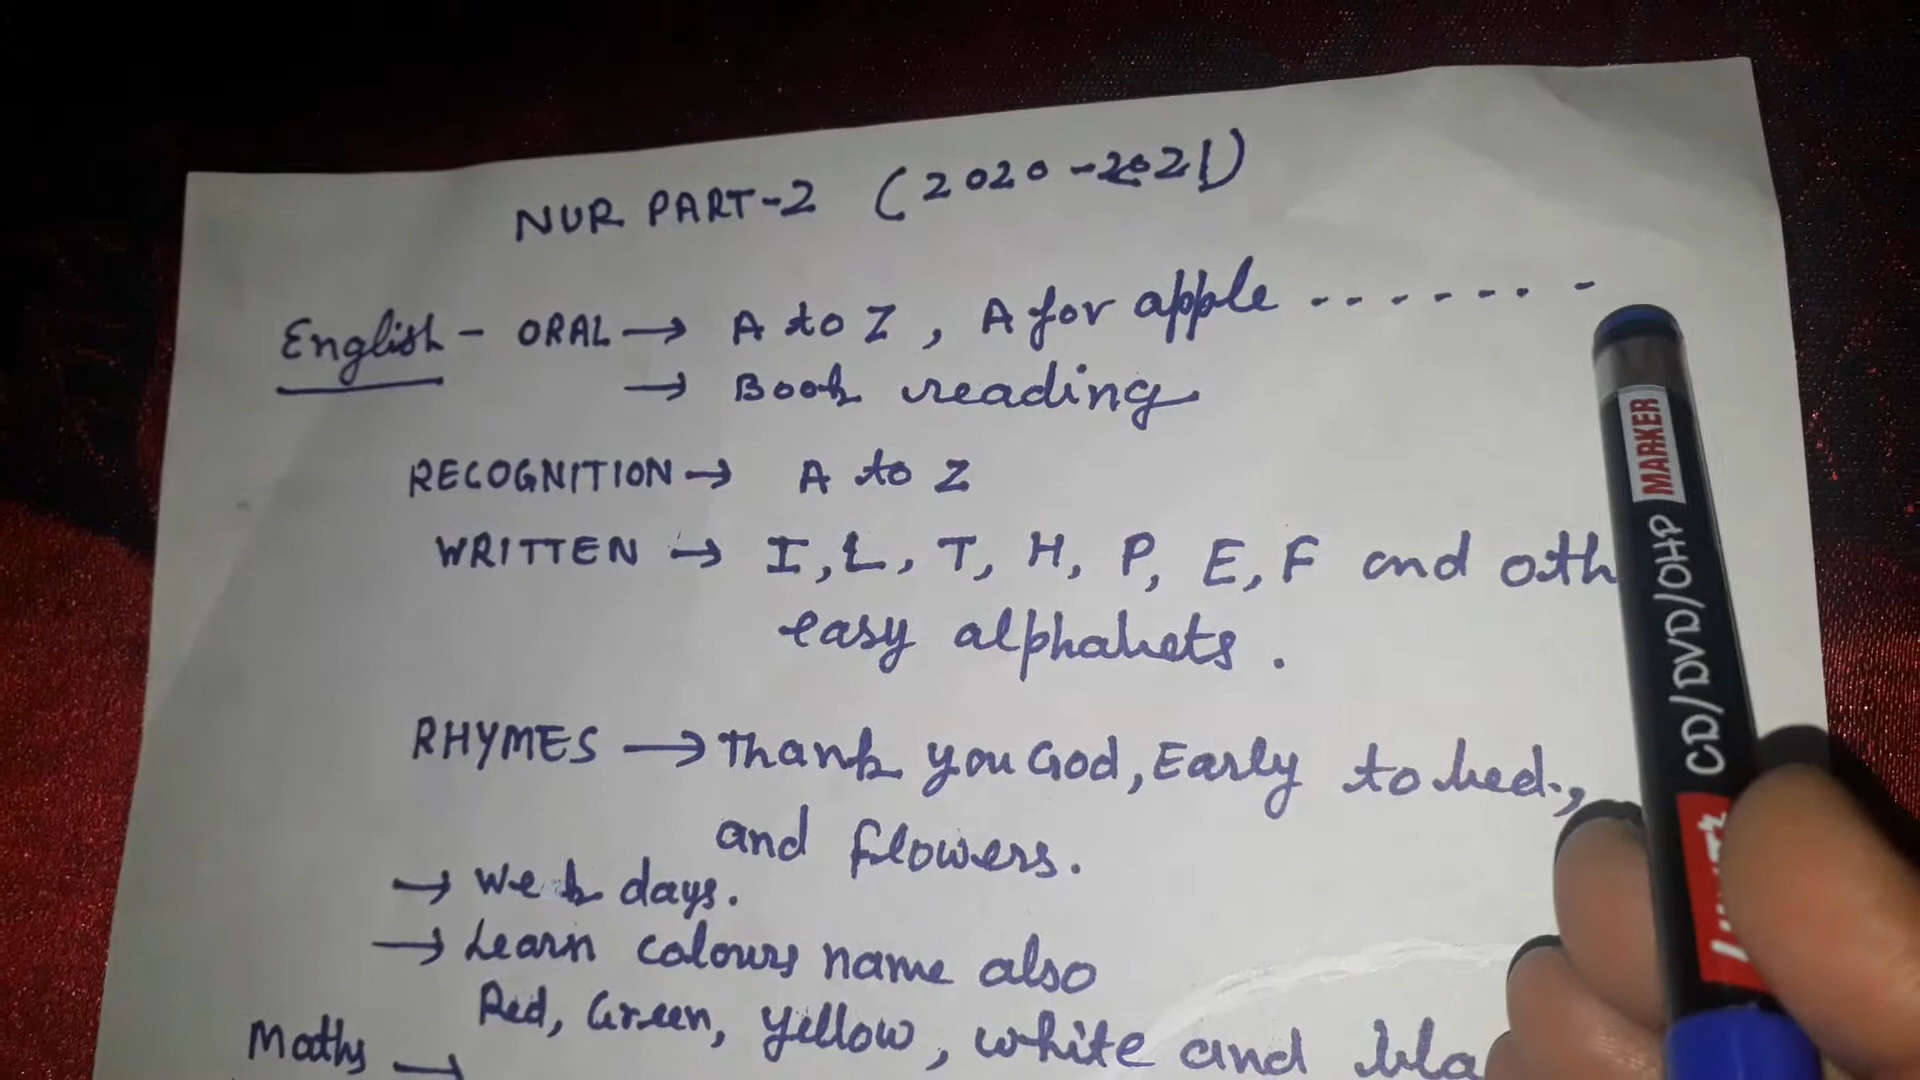 NUR PART-2 (2020-2021)
English - ORAL → A to Z, A for apple ........
→ Book reading
RECOGNITION → A to Z
WRITTEN → I, L, T, H, P, E, F and oth
easy alphabets.
RHYMES → Thank you God, Early to bed.,
and flowers.
→ Week days.
→ Learn colours name also
Red, Green, Yellow, white and bla
Maths →
CD/DVD/OHP MARKER